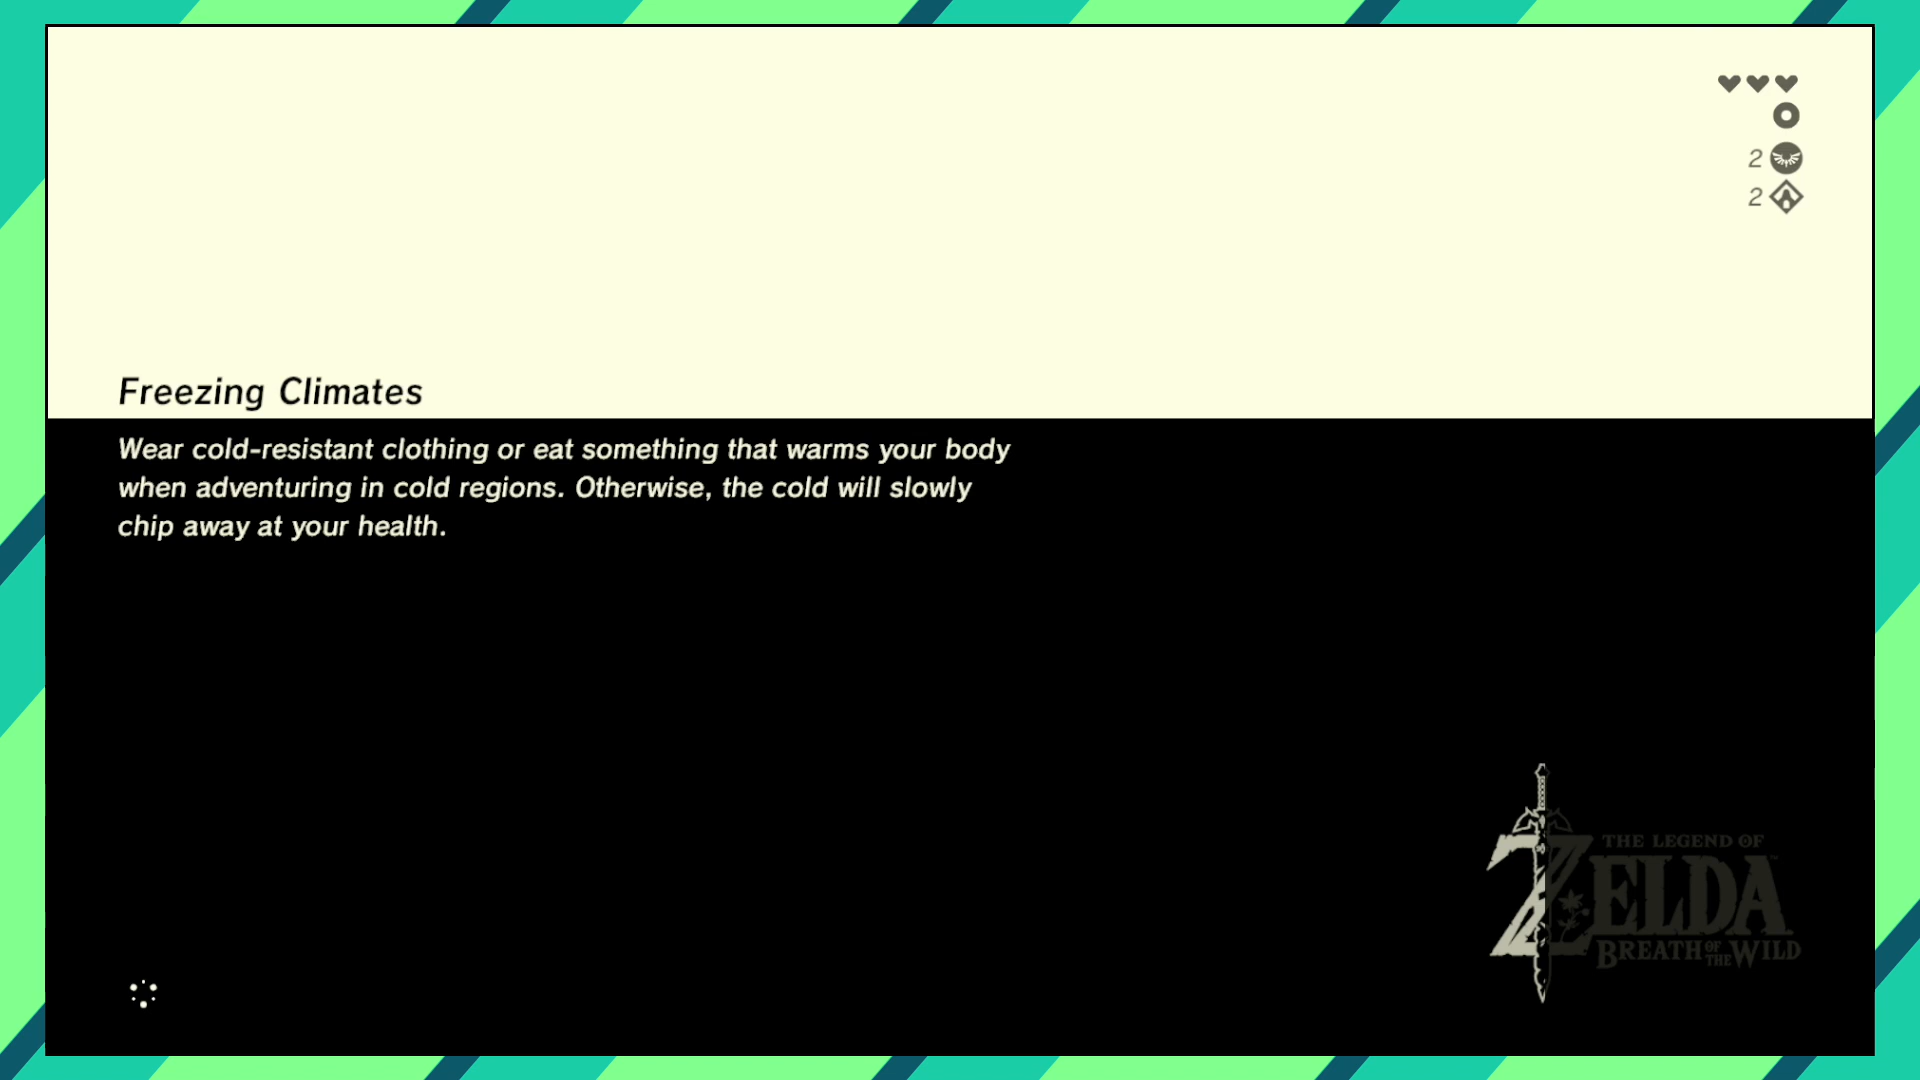 2
2
Freezing Climates
Wear cold-resistant clothing or eat something that warms your body
when adventuring in cold regions. Otherwise, the cold will slowly
chip away at your health.
THE LEGEND OF
ZELDA
BREATH OF THE WILD